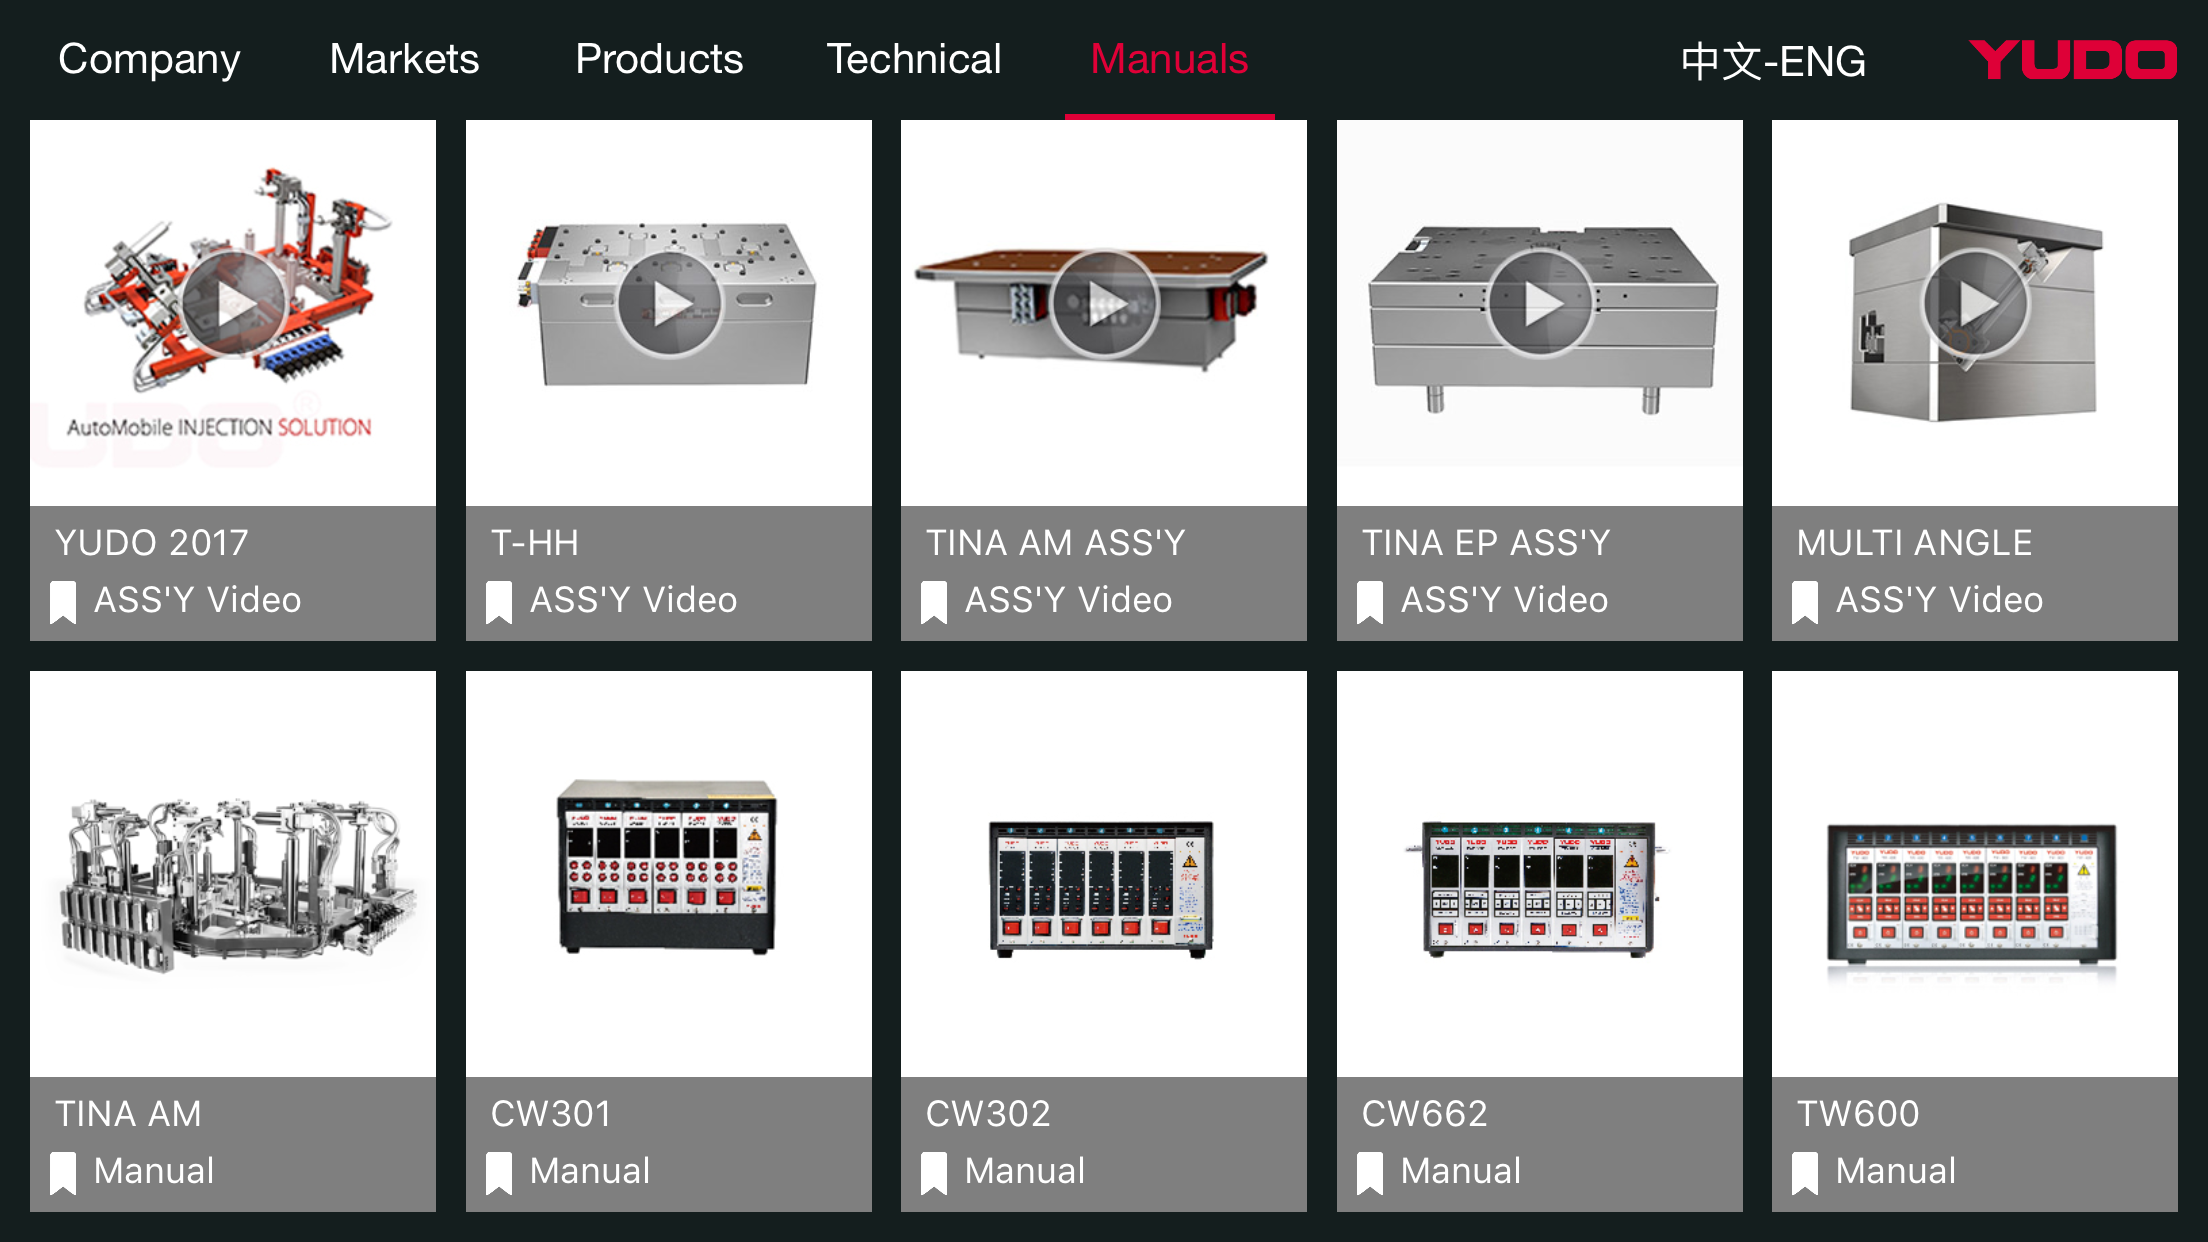 Company Markets Products Technical Manuals 中文-ENG YUDO
AutoMobile INJECTION SOLUTION
YUDO 2017
ASS'Y Video
T-HH
ASS'Y Video
TINA AM ASS'Y
ASS'Y Video
TINA EP ASS'Y
ASS'Y Video
MULTI ANGLE
ASS'Y Video
TINA AM
Manual
CW301
Manual
CW302
Manual
CW662
Manual
TW600
Manual